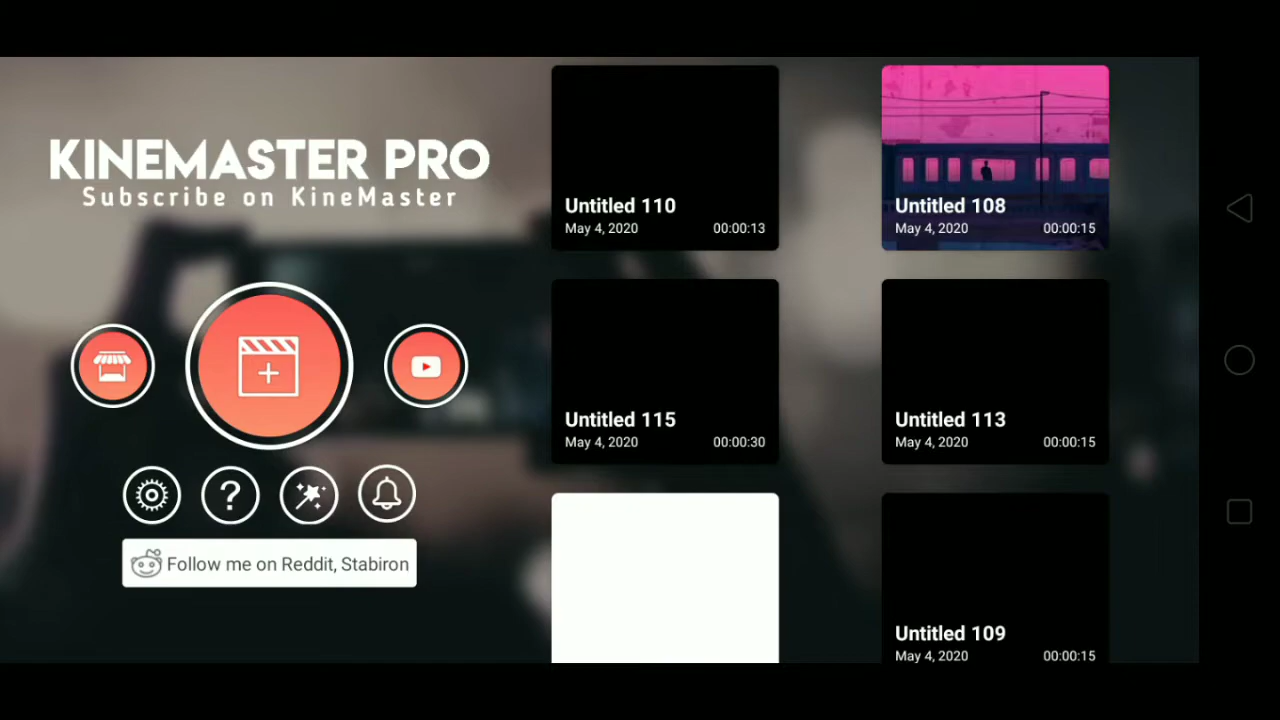 KINEMASTER PRO
Subscribe on KineMaster
?
Follow me on Reddit, Stabiron
Untitled 110
May 4, 2020 00:00:13
Untitled 108
May 4, 2020 00:00:15
Untitled 115
May 4, 2020 00:00:30
Untitled 113
May 4, 2020 00:00:15
Untitled 109
May 4, 2020 00:00:15